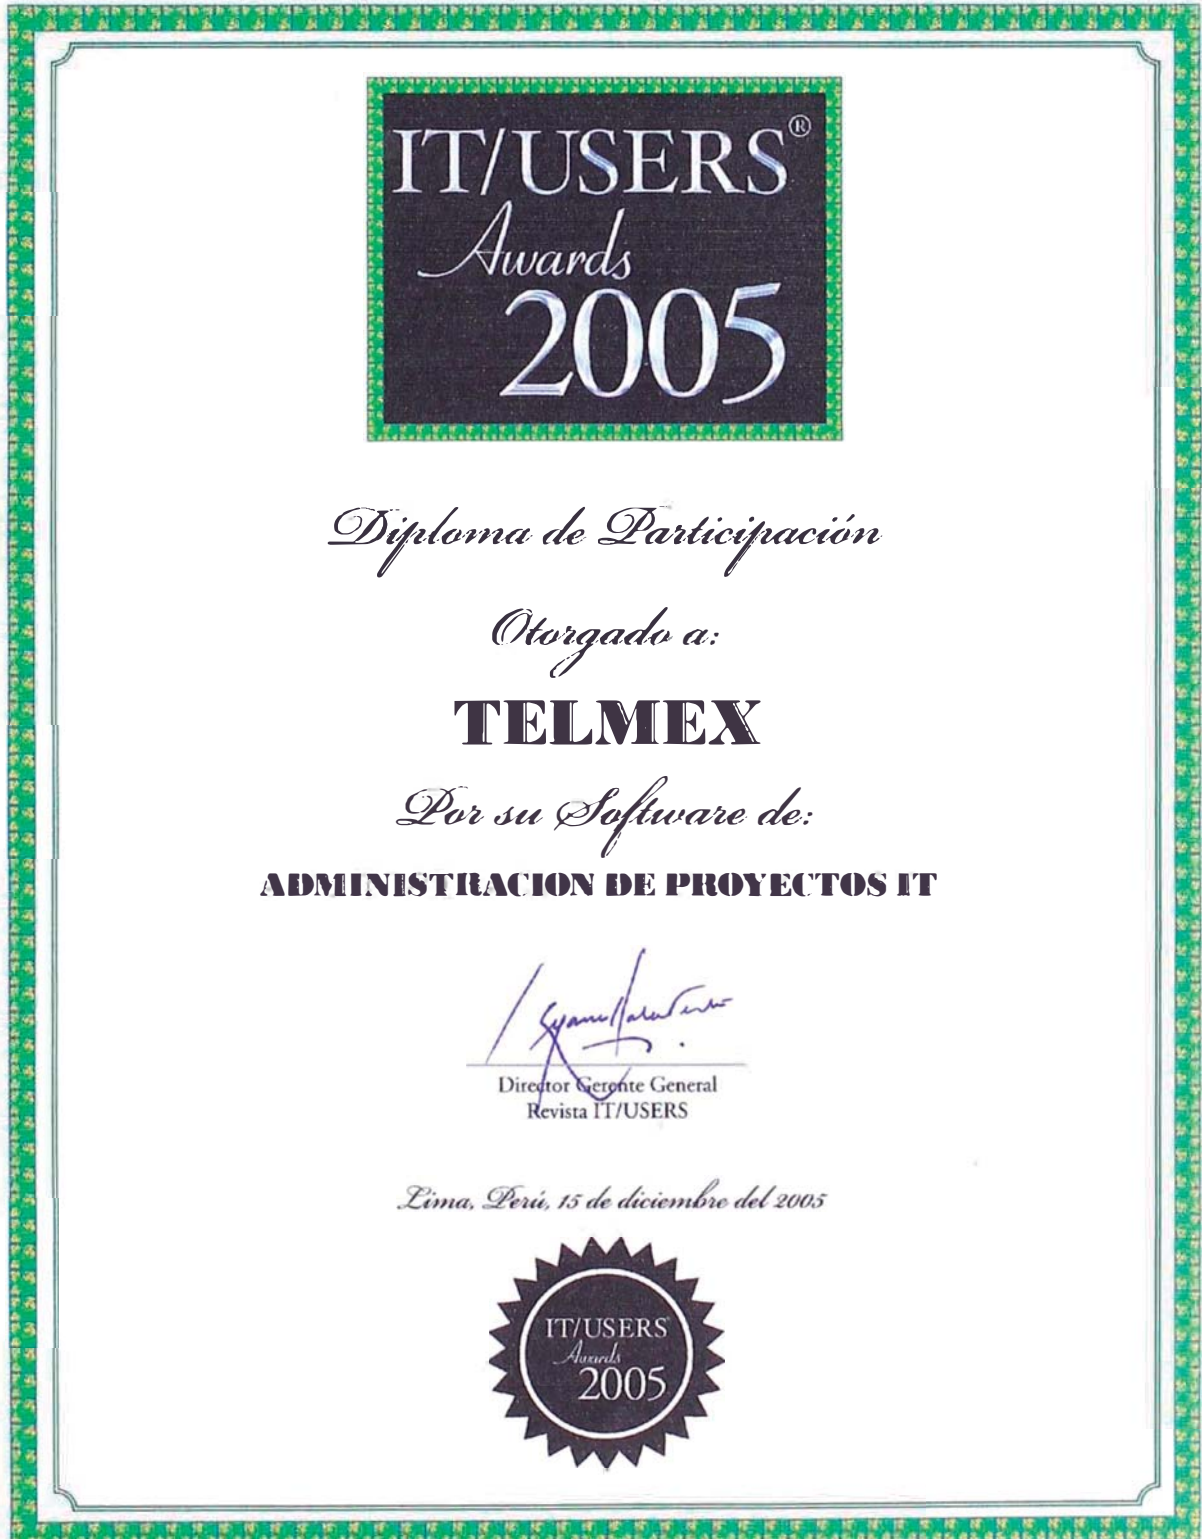 IT/USERS®
Awards
2005
Diploma de Participación
Otorgado a:
TELMEX
Por su Software de:
ADMINISTRACION DE PROYECTOS IT
Director Gerente General
Revista IT/USERS
Lima, Perú, 15 de diciembre del 2005
IT/USERS
Awards
2005